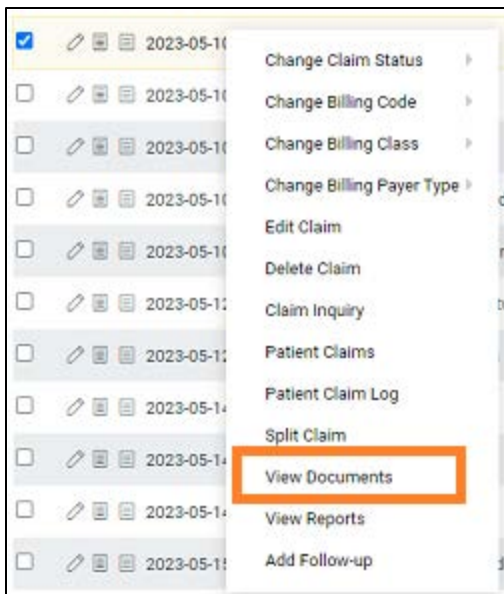 2023-05-10
Change Claim Status
2023-05-10
Change Billing Code
2023-05-10
Change Billing Class
2023-05-10
Change Billing Payer Type
Edit Claim
2023-05-10
Delete Claim
2023-05-12
Claim Inquiry
2023-05-12
Patient Claims
2023-05-14
Patient Claim Log
Split Claim
2023-05-14
View Documents
2023-05-14
View Reports
2023-05-15
Add Follow-up